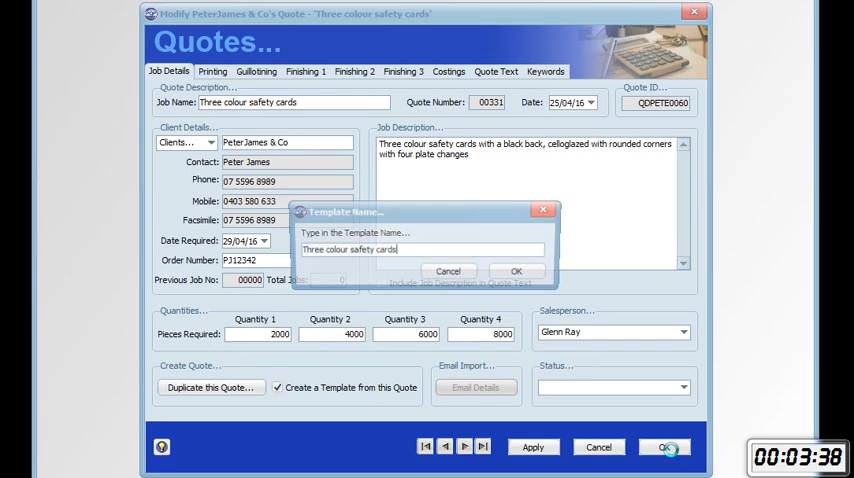 Modify PeterJames & Co's Quote - 'Three colour safety cards'
Quotes...
Job Details Printing Guillotining Finishing 1 Finishing 2 Finishing 3 Costings Quote Text Keywords
Quote Description... Quote ID...
Job Name: Three colour safety cards Quote Number: 00331 Date: 25/04/16 QDPETE0060
Client Details... Job Description...
Clients... PeterJames & Co
Three colour safety cards with a black back, celloglazed with rounded corners
with four plate changes
Contact: Peter James
Phone: 07 5596 8989
Mobile: 0403 580 633
Facsimile: 07 5596 8989
Date Required: 29/04/16
Order Number: PJ12342
Previous Job No: 00000 Total Jobs: 0
Template Name...
Type in the Template Name...
Three colour safety cards
Cancel OK
Include Job Description in Quote Text
Quantities... Salesperson...
Quantity 1 Quantity 2 Quantity 3 Quantity 4
Pieces Required: 2000 4000 6000 8000 Glenn Ray
Create Quote... Email Import... Status...
Duplicate this Quote... Create a Template from this Quote Email Details
Apply Cancel
00:03:38